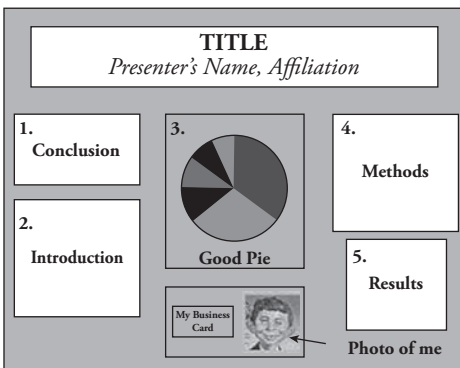 TITLE
Presenter's Name, Affiliation
1.
Conclusion
2.
Introduction
3.
Good Pie
My Business
Card
4.
Methods
5.
Results
Photo of me